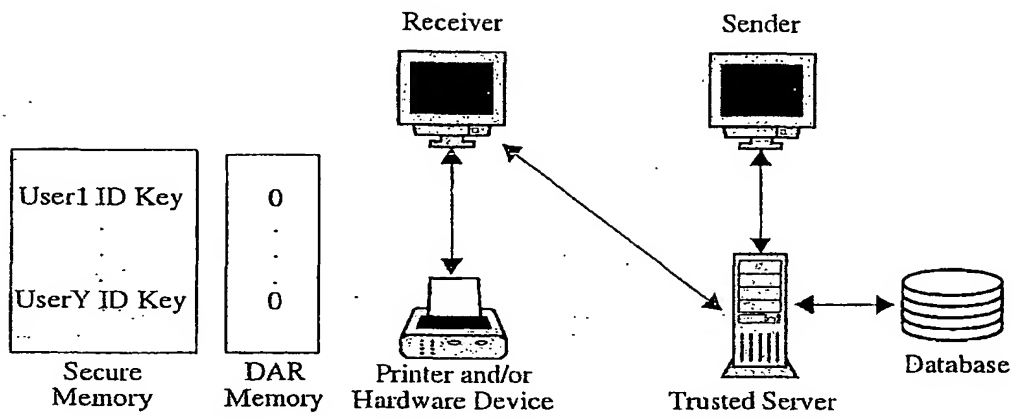 Receiver
Sender
User1 ID Key
0
UserY ID Key
0
Secure
Memory
DAR
Memory
Printer and/or
Hardware Device
Trusted Server
Database